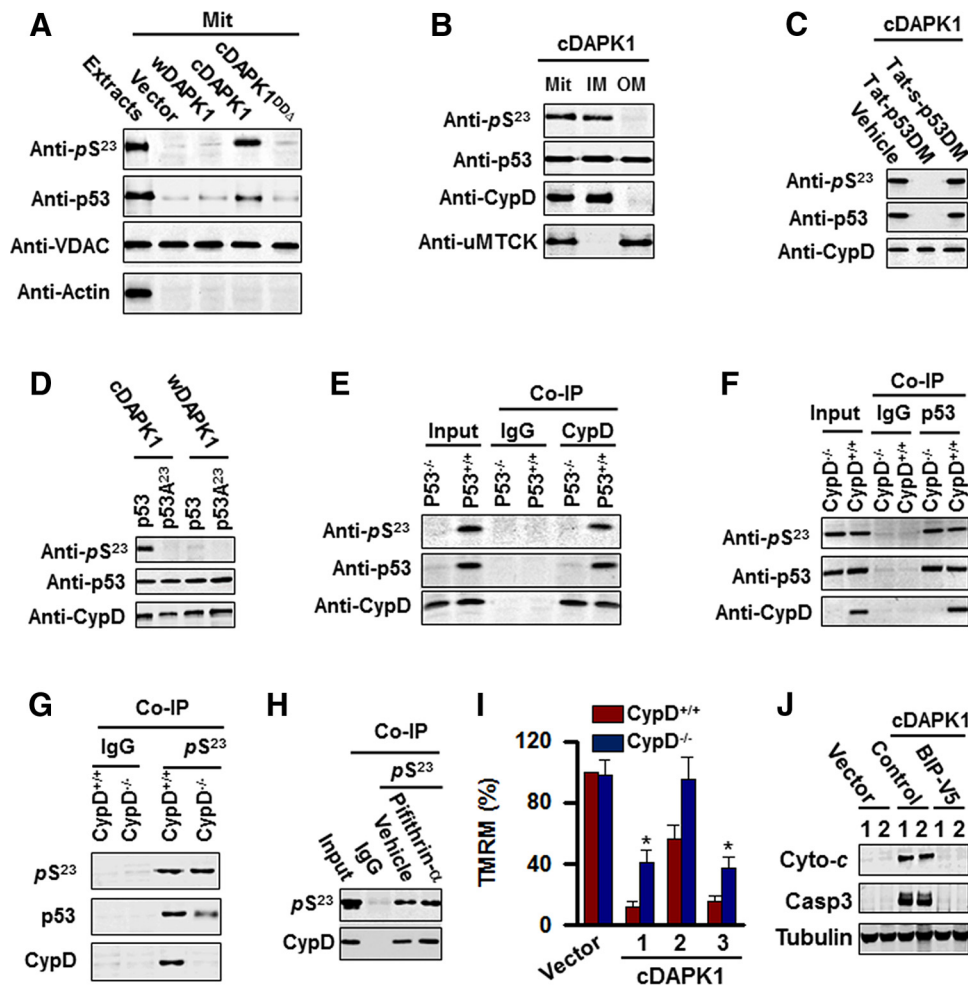 A
Mit
Extracts
Vector
wDAPK1
cDAPK1
cDAPK1DDΔ
Anti-pS23
Anti-p53
Anti-VDAC
Anti-Actin
B
cDAPK1
Mit IM OM
Anti-pS23
Anti-p53
Anti-CypD
Anti-uMTCK
C
cDAPK1
Vehicle
Tat-p53DM
Tat-s-p53DM
Anti-pS23
Anti-p53
Anti-CypD
D
cDAPK1
wDAPK1
p53
p53A23
p53
p53A23
Anti-pS23
Anti-p53
Anti-CypD
E
Co-IP
Input IgG CypD
P53-/-
P53+/+
P53-/-
P53+/+
P53-/-
P53+/+
Anti-pS23
Anti-p53
Anti-CypD
F
Co-IP
Input IgG p53
CypD-/-
CypD+/+
CypD-/-
CypD+/+
CypD-/-
CypD+/+
Anti-pS23
Anti-p53
Anti-CypD
G
Co-IP
IgG pS23
CypD+/+
CypD-/-
CypD+/+
CypD-/-
pS23
p53
CypD
H
Co-IP
pS23
Input
IgG
Vehicle
Pifithrin-α
pS23
CypD
I
CypD+/+
CypD-/-
TMRM (%)
120
80
40
0
* *
Vector 1 2 3
cDAPK1
J
cDAPK1
Vector
Control
BIP-V5
1 2 1 2 1 2
Cyto-c
Casp3
Tubulin